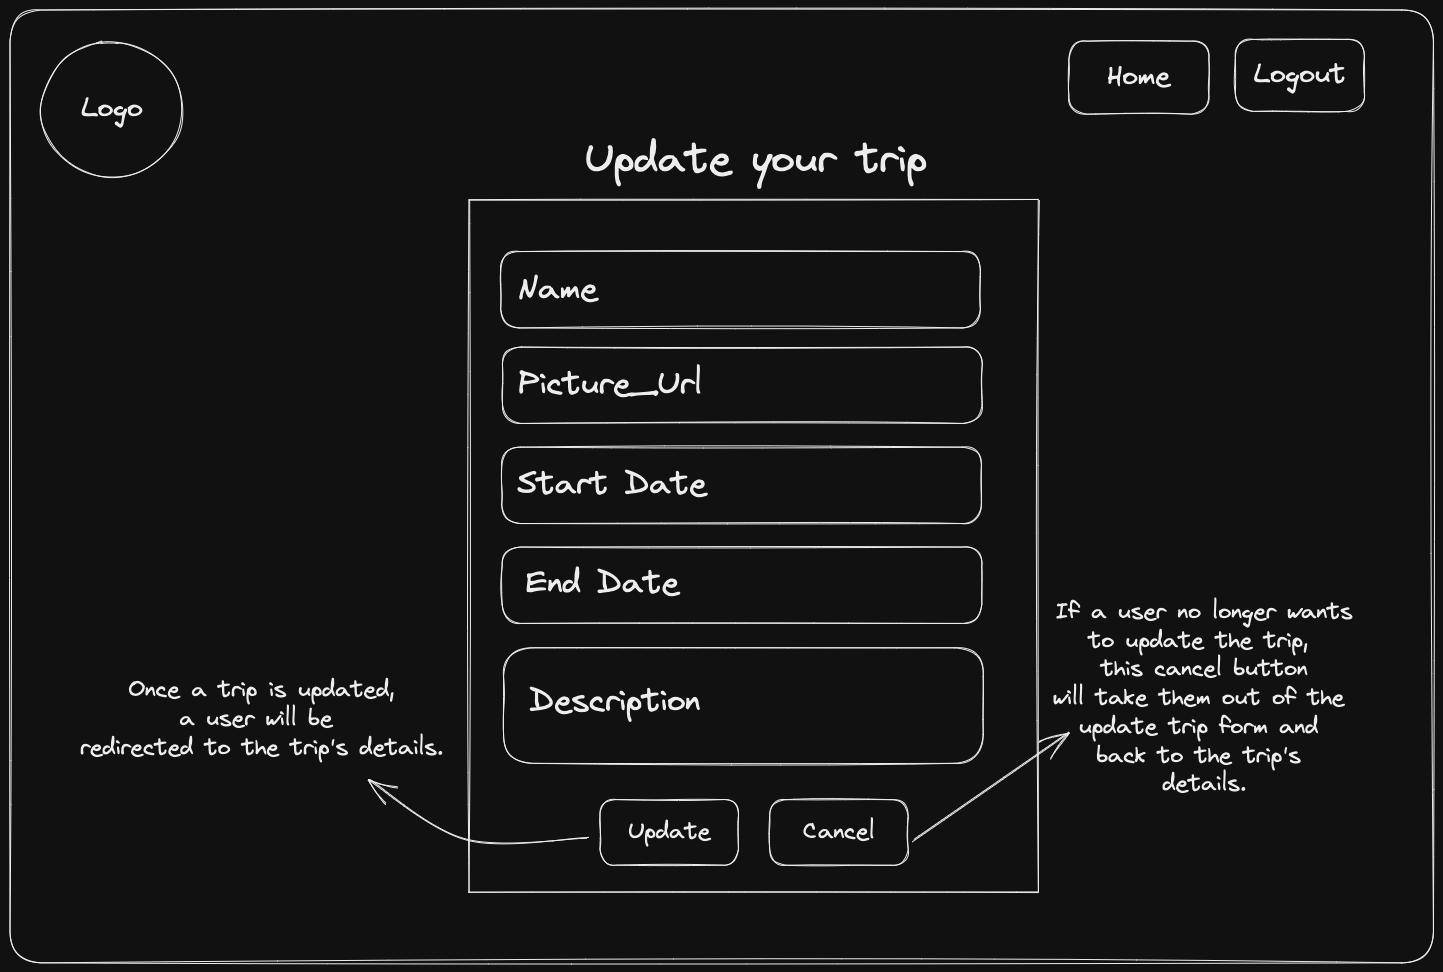 Logo
Home
Logout
Update your trip
Name
Picture_Url
Start Date
End Date
Description
Once a trip is updated,
a user will be
redirected to the trip's details.
If a user no longer wants
to update the trip,
this cancel button
will take them out of the
update trip form and
back to the trip's
details.
Update
Cancel